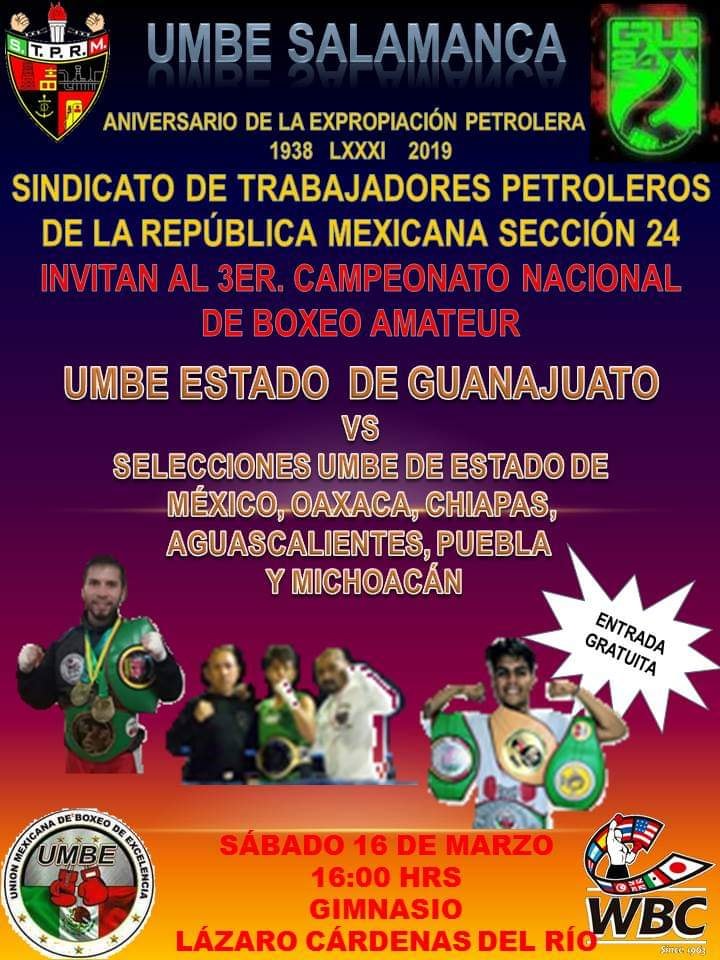 S.T.P.R.M.
UMBE SALAMANCA
ANIVERSARIO DE LA EXPROPIACIÓN PETROLERA
1938 LXXXI 2019
SINDICATO DE TRABAJADORES PETROLEROS
DE LA REPÚBLICA MEXICANA SECCIÓN 24
INVITAN AL 3ER. CAMPEONATO NACIONAL
DE BOXEO AMATEUR
UMBE ESTADO DE GUANAJUATO
VS
SELECCIONES UMBE DE ESTADO DE
MÉXICO, OAXACA, CHIAPAS,
AGUASCALIENTES, PUEBLA
Y MICHOACÁN
ENTRADA
GRATUITA
SÁBADO 16 DE MARZO
16:00 HRS
GIMNASIO
LÁZARO CÁRDENAS DEL RÍO
UNION MEXICANA DE BOXEO DE EXCELENCIA
UMBE
WBC
Since 1963